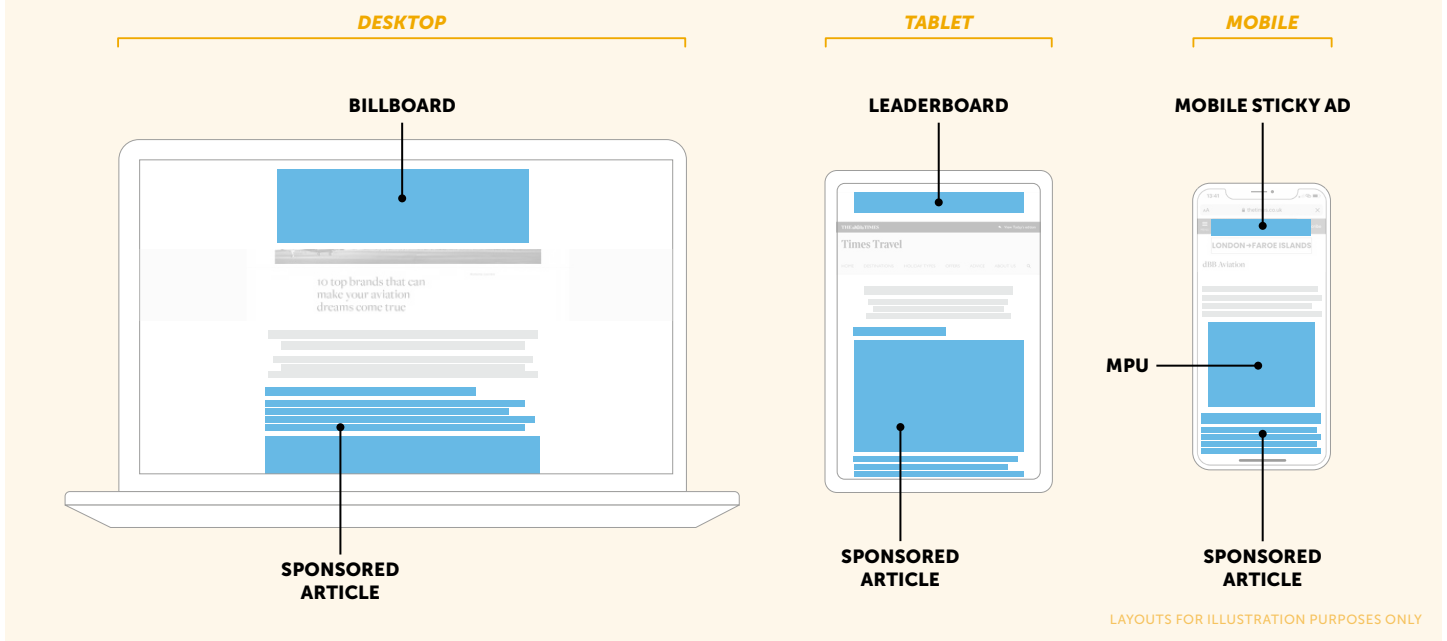 DESKTOP
TABLET
MOBILE
BILLBOARD
LEADERBOARD
MOBILE STICKY AD
Times Travel
10 top brands that can
make your aviation
dreams come true
LONDON
FAROE ISLANDS
Aviation
MPU
SPONSORED
ARTICLE
SPONSORED
ARTICLE
SPONSORED
ARTICLE
LAYOUTS FOR ILLUSTRATION PURPOSES ONLY